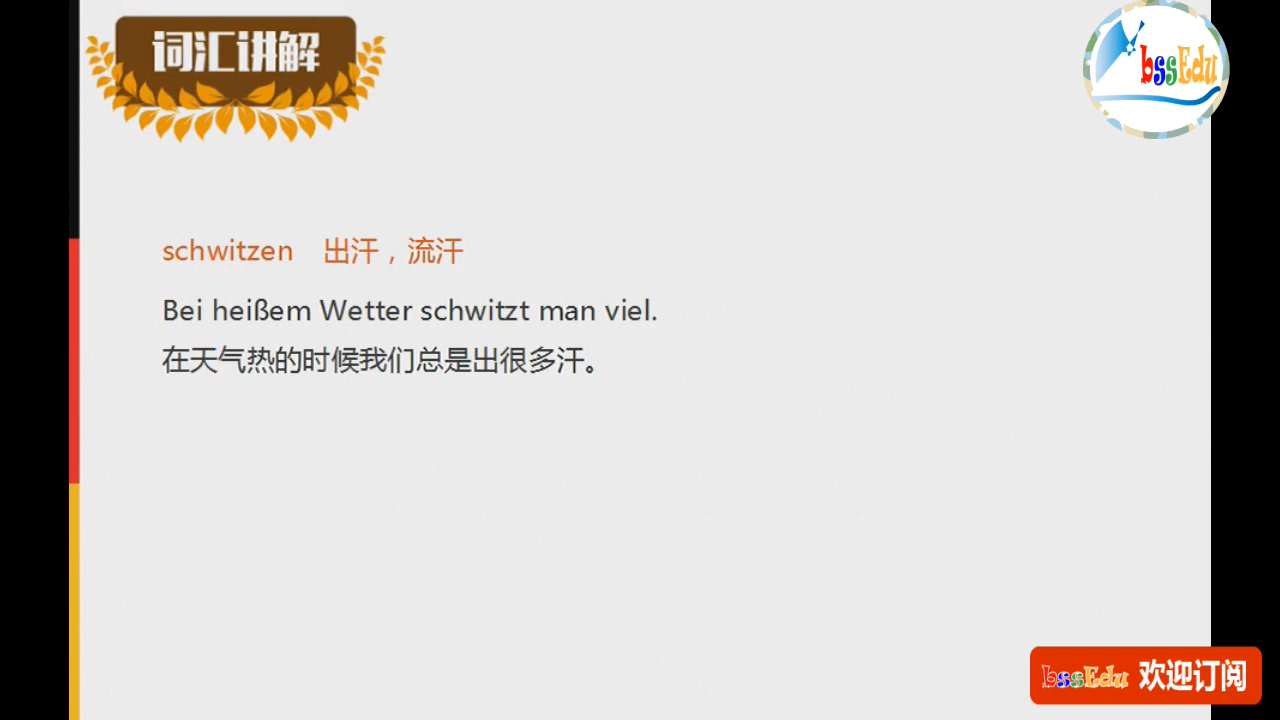 词汇讲解
bssEdu
schwitzen 出汗，流汗
Bei heißem Wetter schwitzt man viel.
在天气热的时候我们总是出很多汗。
bssEdu 欢迎订阅